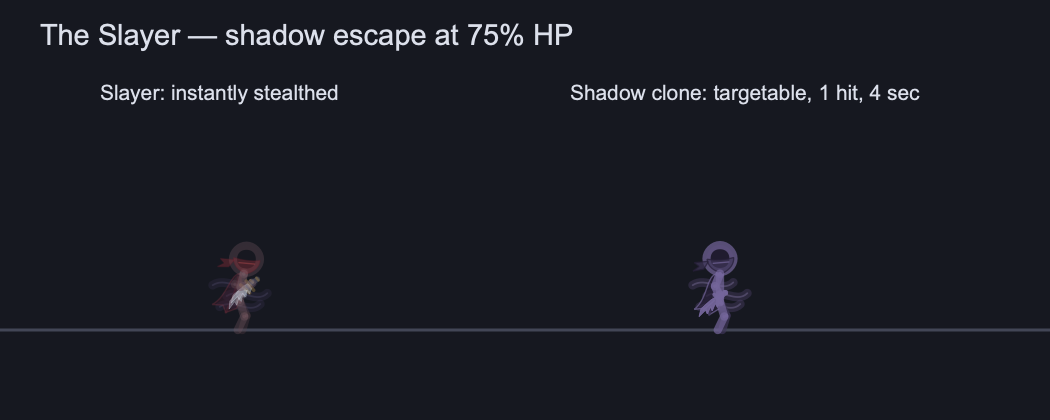 The Slayer — shadow escape at 75% HP
Slayer: instantly stealthed
Shadow clone: targetable, 1 hit, 4 sec